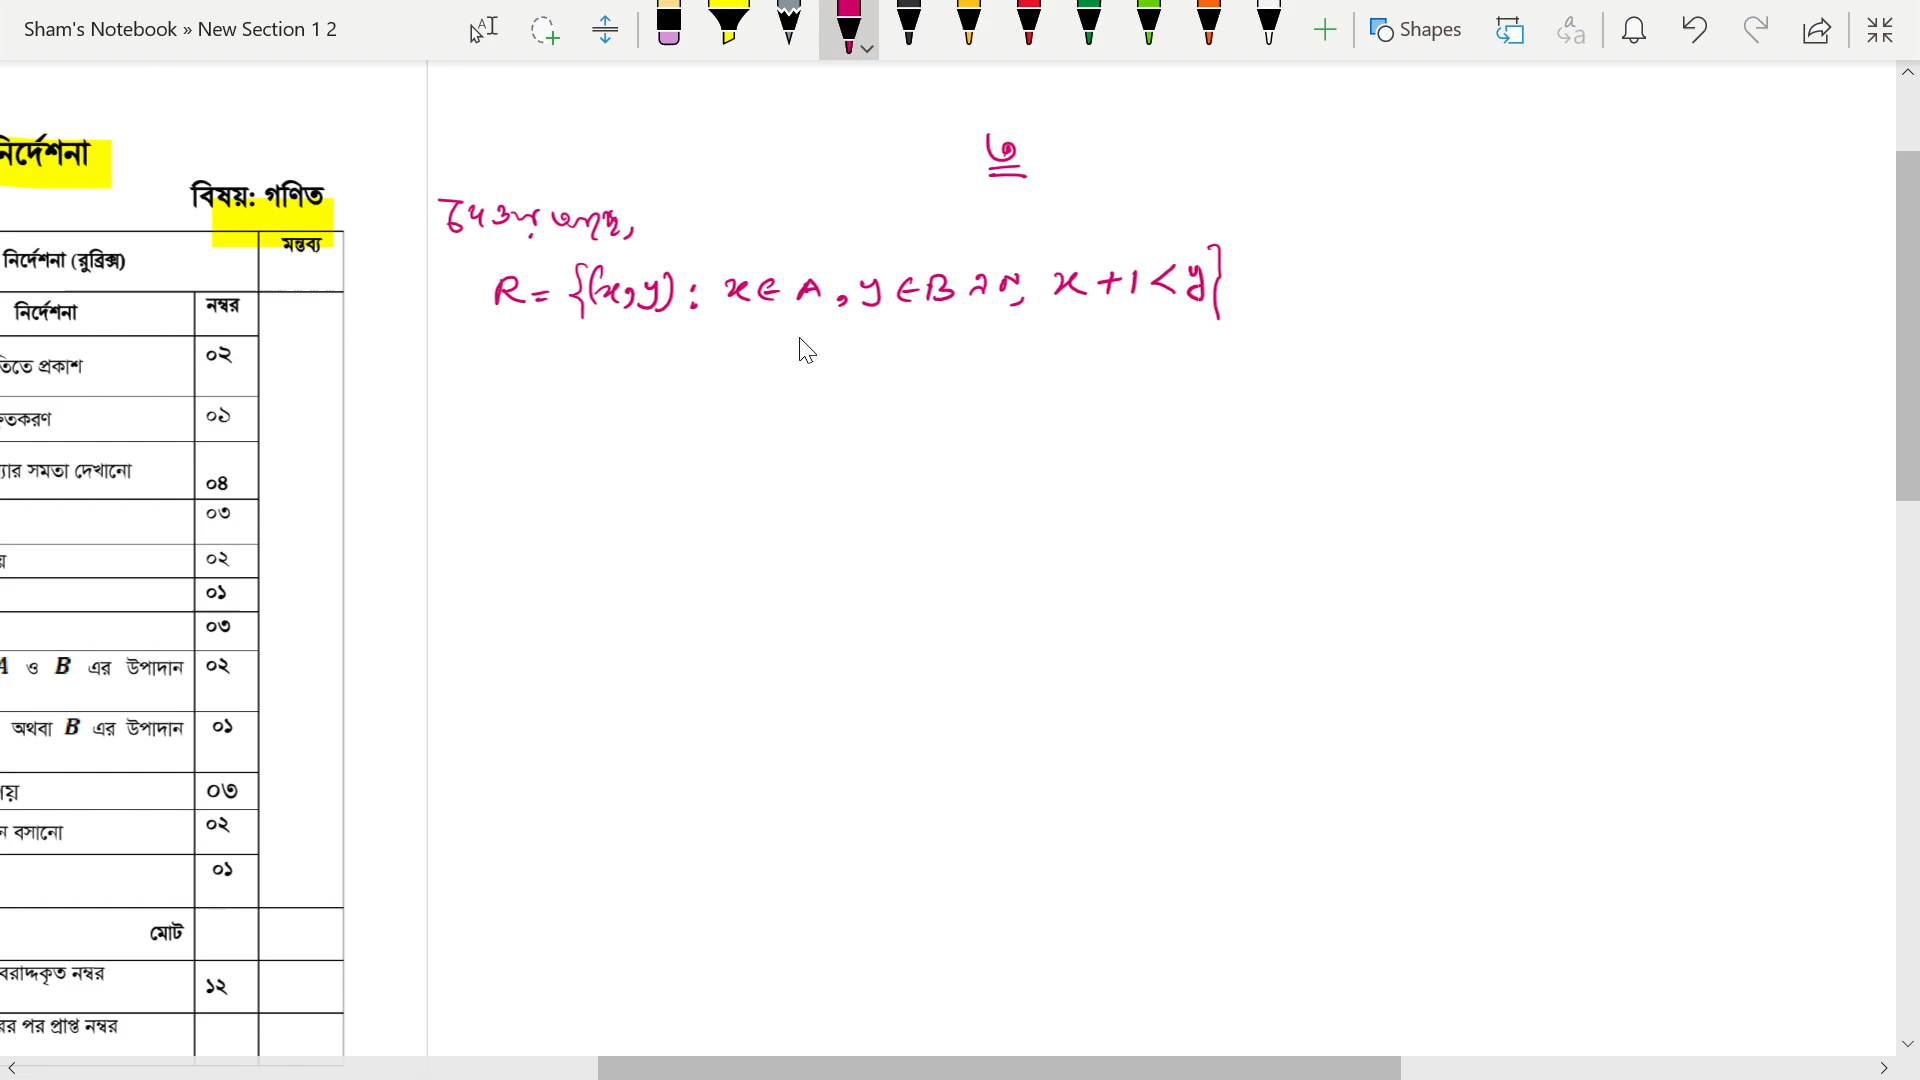 Sham's Notebook » New Section 1 2
Shapes
নির্দেশনা
বিষয়: গণিত
নির্দেশনা (রুব্রিক্স)
মন্তব্য
নির্দেশনা
নম্বর
তিতে প্রকাশ
০২
কৃতকরণ
০১
্যার সমতা দেখানো
০৪
০৩
য়
০২
০১
০৩
A ও B এর উপাদান
০২
অথবা B এর উপাদান
০১
০৩
ন বসানো
০২
০১
মোট
বরাদ্দকৃত নম্বর
১২
রর পর প্রাপ্ত নম্বর
৩
দেওয়া আছে,
R = {(x,y) : x ∈ A, y ∈ B এবং x + 1 < y}